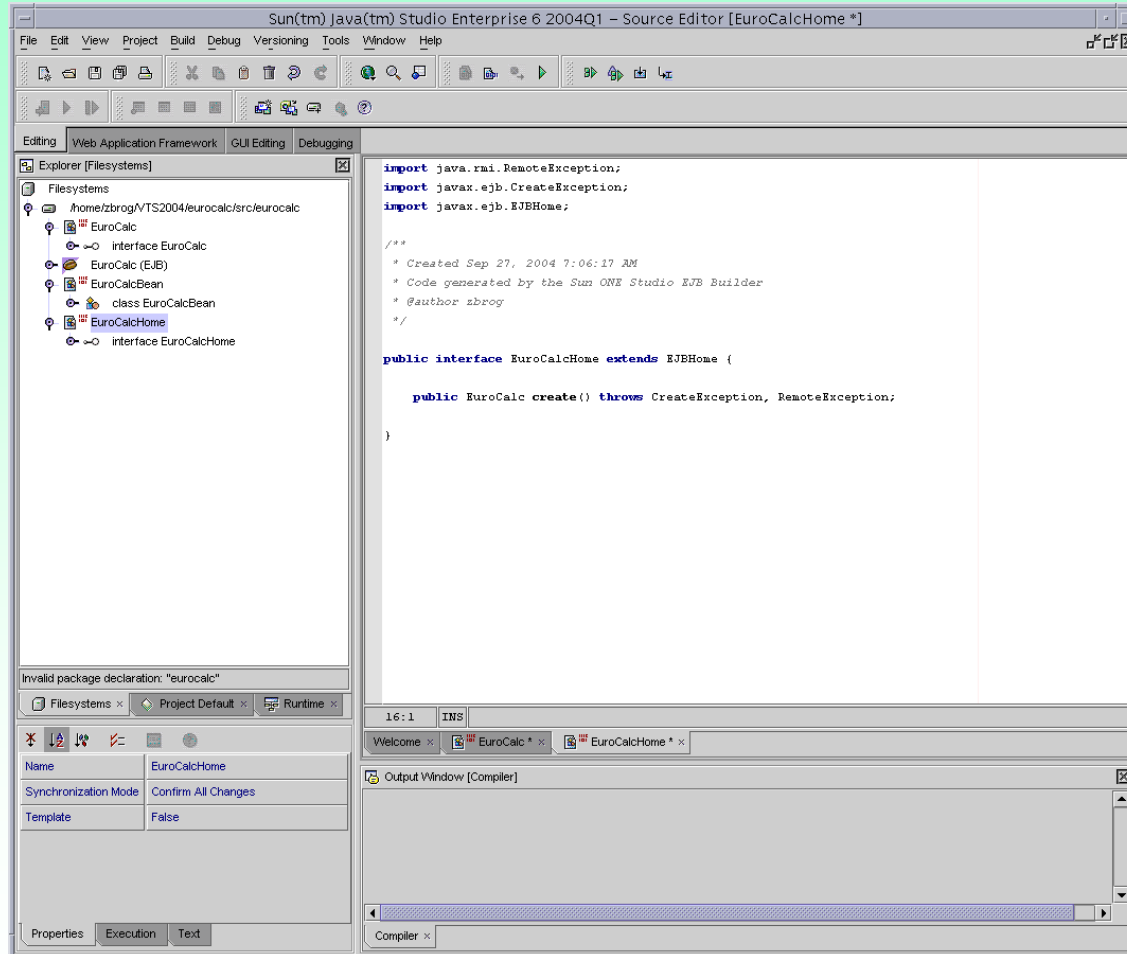 Sun(tm) Java(tm) Studio Enterprise 6 2004Q1 – Source Editor [EuroCalcHome *]
File Edit View Project Build Debug Versioning Tools Window Help
Editing Web Application Framework GUI Editing Debugging
Explorer [Filesystems]
Filesystems
/home/zbrog/VTS2004/eurocalc/src/eurocalc
EuroCalc
interface EuroCalc
EuroCalc (EJB)
EuroCalcBean
class EuroCalcBean
EuroCalcHome
interface EuroCalcHome
Invalid package declaration: "eurocalc"
Filesystems × Project Default × Runtime ×
Name EuroCalcHome
Synchronization Mode Confirm All Changes
Template False
Properties Execution Text
import java.rmi.RemoteException;
import javax.ejb.CreateException;
import javax.ejb.EJBHome;
/**
* Created Sep 27, 2004 7:06:17 AM
* Code generated by the Sun ONE Studio EJB Builder
* @author zbrog
*/
public interface EuroCalcHome extends EJBHome {
public EuroCalc create() throws CreateException, RemoteException;
}
16:1 INS
Welcome × EuroCalc * × EuroCalcHome * ×
Output Window [Compiler]
Compiler ×